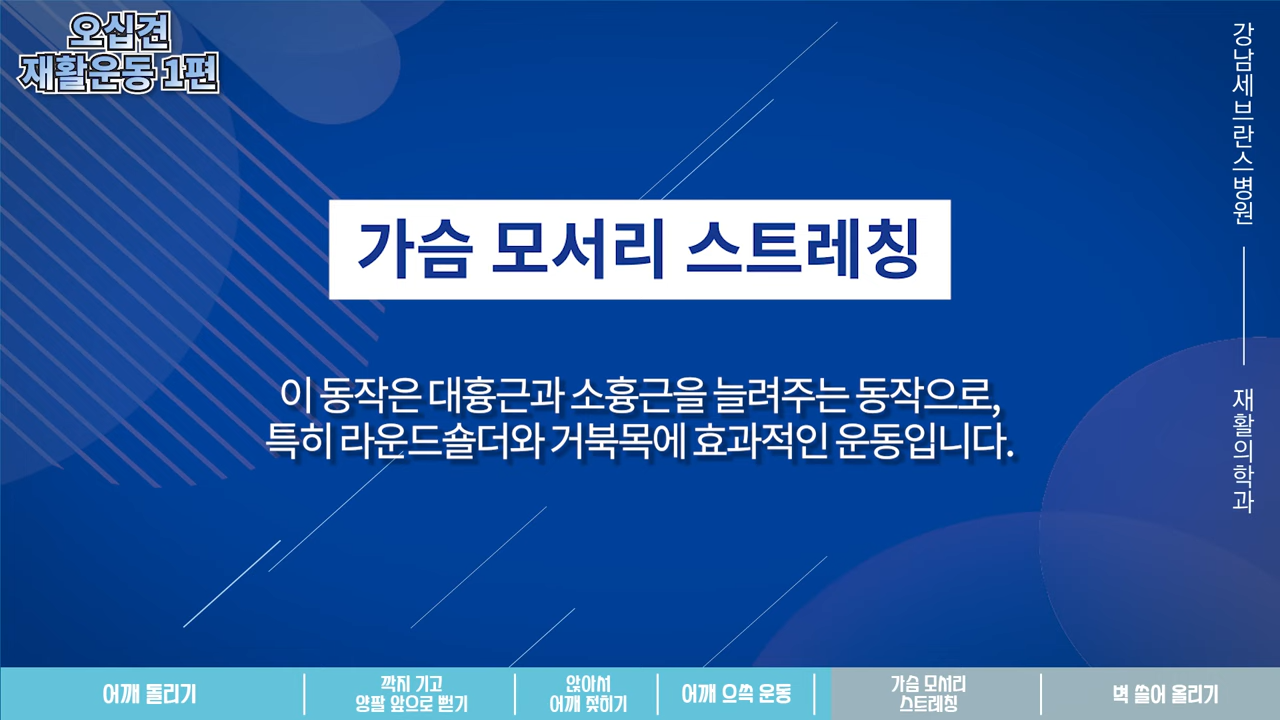 오십견
재활운동 1편
강남세브란스병원
재활의학과
가슴 모서리 스트레칭
이 동작은 대흉근과 소흉근을 늘려주는 동작으로,
특히 라운드숄더와 거북목에 효과적인 운동입니다.
어깨 돌리기
깍지 기고
양팔 앞으로 뻗기
앉아서
어깨 젖히기
어깨 으쓱 운동
가슴 모서리
스트레칭
벽 쓸어 올리기